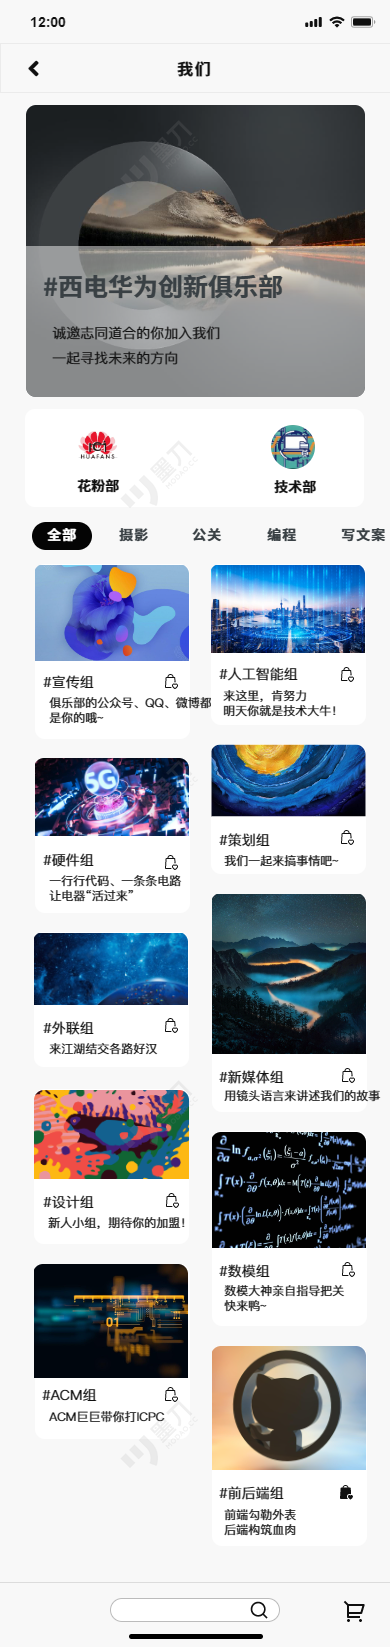 12:00
我们
#西电华为创新俱乐部
诚邀志同道合的你加入我们
一起寻找未来的方向
HUAFANS
花粉部
技术部
全部
摄影
公关
编程
写文案
#宣传组
俱乐部的公众号、QQ、微博都
是你的哦~
#人工智能组
来这里，肯努力
明天你就是技术大牛！
5G
#硬件组
一行行代码、一条条电路
让电器“活过来”
#策划组
我们一起来搞事情吧~
#外联组
来江湖结交各路好汉
#新媒体组
用镜头语言来讲述我们的故事
#设计组
新人小组，期待你的加盟！
#数模组
数模大神亲自指导把关
快来鸭~
01
#ACM组
ACM巨巨带你打ICPC
#前后端组
前端勾勒外表
后端构筑血肉
墨刀
MODAO.CC